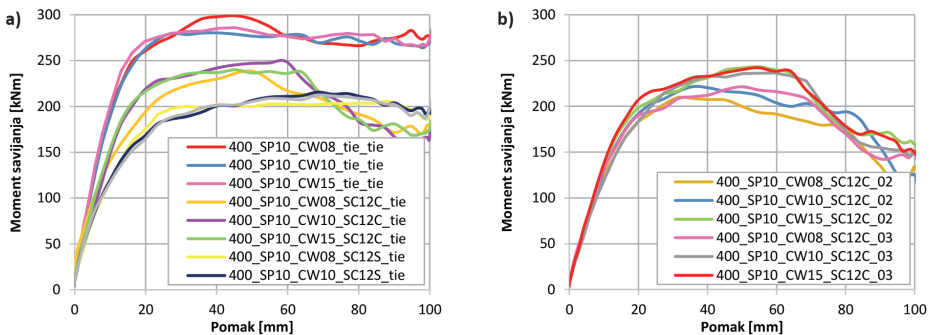 a)
Moment savijanja [kNm]
300
250
200
150
100
50
0
400_SP10_CW08_tie_tie
400_SP10_CW10_tie_tie
400_SP10_CW15_tie_tie
400_SP10_CW08_SC12C_tie
400_SP10_CW10_SC12C_tie
400_SP10_CW15_SC12C_tie
400_SP10_CW08_SC12S_tie
400_SP10_CW10_SC12S_tie
0 20 40 60 80 100
Pomak [mm]
b)
Moment savijanja [kNm]
300
250
200
150
100
50
0
400_SP10_CW08_SC12C_02
400_SP10_CW10_SC12C_02
400_SP10_CW15_SC12C_02
400_SP10_CW08_SC12C_03
400_SP10_CW10_SC12C_03
400_SP10_CW15_SC12C_03
0 20 40 60 80 100
Pomak [mm]